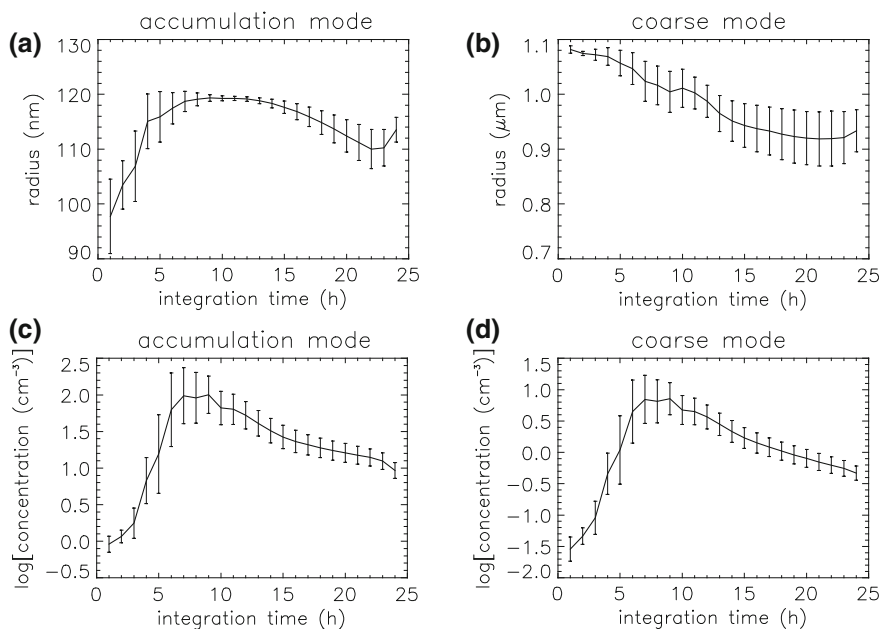 (a) accumulation mode
radius (nm)
130
120
110
100
90
0 5 10 15 20 25
integration time (h)
(b) coarse mode
radius (μm)
1.1
1.0
0.9
0.8
0.7
0 5 10 15 20 25
integration time (h)
(c) accumulation mode
log[concentration (cm⁻³)]
2.5
2.0
1.5
1.0
0.5
0.0
−0.5
0 5 10 15 20 25
integration time (h)
(d) coarse mode
log[concentration (cm⁻³)]
1.5
1.0
0.5
0.0
−0.5
−1.0
−1.5
−2.0
0 5 10 15 20 25
integration time (h)